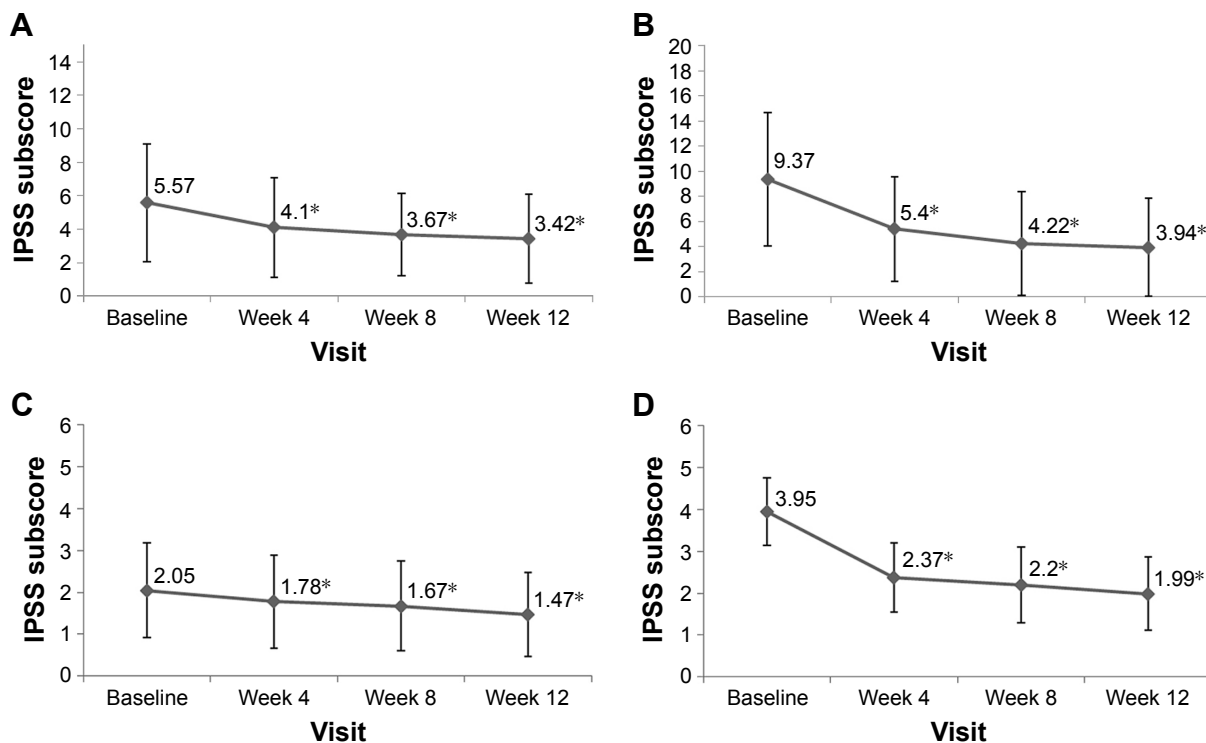 A
IPSS subscore
14
12
10
8
6
4
2
0
5.57
4.1*
3.67*
3.42*
Baseline
Week 4
Week 8
Week 12
Visit
B
IPSS subscore
20
18
16
14
12
10
8
6
4
2
0
9.37
5.4*
4.22*
3.94*
Baseline
Week 4
Week 8
Week 12
Visit
C
IPSS subscore
6
5
4
3
2
1
0
2.05
1.78*
1.67*
1.47*
Baseline
Week 4
Week 8
Week 12
Visit
D
IPSS subscore
6
5
4
3
2
1
0
3.95
2.37*
2.2*
1.99*
Baseline
Week 4
Week 8
Week 12
Visit